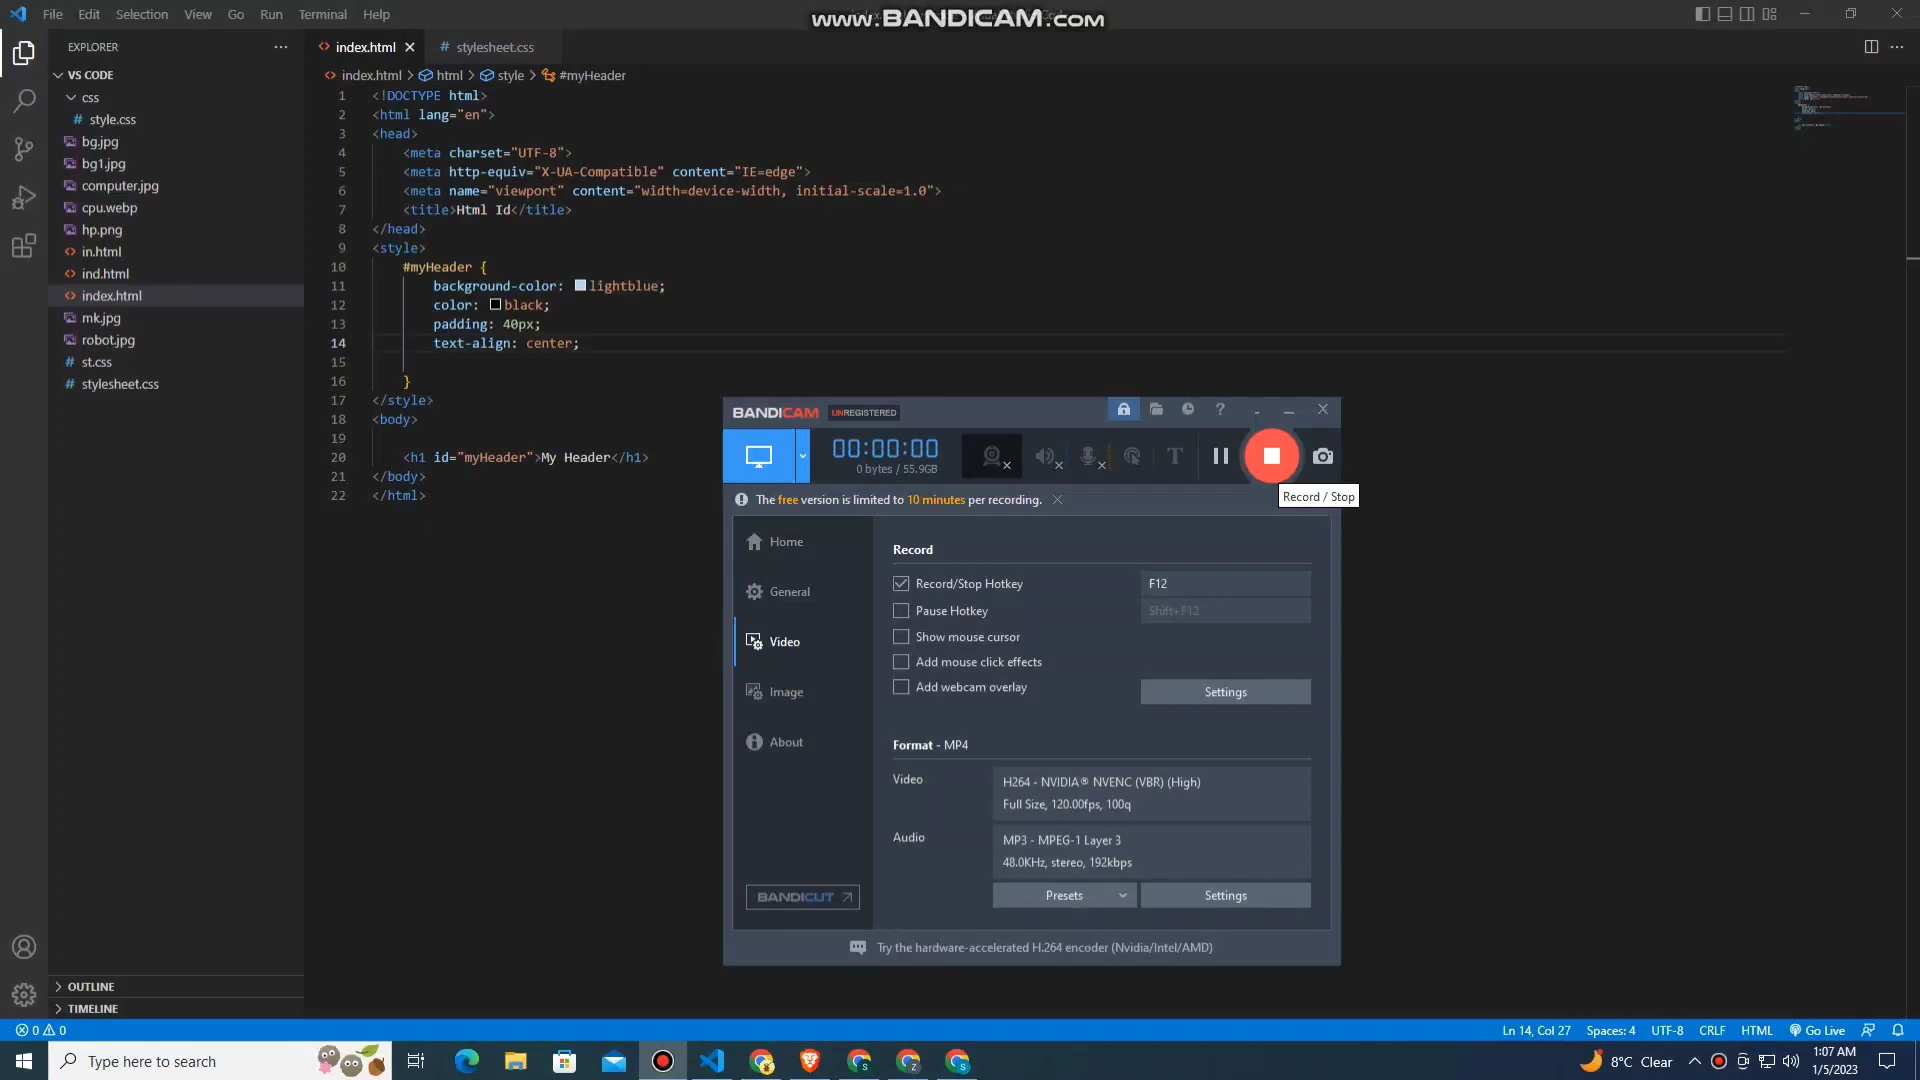 File Edit Selection View Go Run Terminal Help
www.BANDICAM.com
EXPLORER
index.html
# stylesheet.css
VS CODE
index.html > html > style > #myHeader
css
# style.css
bg.jpg
bg1.jpg
computer.jpg
cpu.webp
hp.png
in.html
ind.html
index.html
mk.jpg
robot.jpg
# st.css
# stylesheet.css
OUTLINE
TIMELINE
1 <!DOCTYPE html>
2 <html lang="en">
3 <head>
4 <meta charset="UTF-8">
5 <meta http-equiv="X-UA-Compatible" content="IE=edge">
6 <meta name="viewport" content="width=device-width, initial-scale=1.0">
7 <title>Html Id</title>
8 </head>
9 <style>
10 #myHeader {
11 background-color: lightblue;
12 color: black;
13 padding: 40px;
14 text-align: center;
15
16 }
17 </style>
18 <body>
19
20 <h1 id="myHeader">My Header</h1>
21 </body>
22 </html>
BANDICAM UNREGISTERED
00:00:00
0 bytes / 55.9GB
Record / Stop
The free version is limited to 10 minutes per recording.
Home
General
Video
Image
About
BANDICUT
Record
Record/Stop Hotkey F12
Pause Hotkey Shift+F12
Show mouse cursor
Add mouse click effects
Add webcam overlay
Settings
Format - MP4
Video
H264 - NVIDIA® NVENC (VBR) (High)
Full Size, 120.00fps, 100q
Audio
MP3 - MPEG-1 Layer 3
48.0KHz, stereo, 192kbps
Presets Settings
Try the hardware-accelerated H.264 encoder (Nvidia/Intel/AMD)
0 0 Ln 14, Col 27 Spaces: 4 UTF-8 CRLF HTML Go Live
Type here to search
8°C Clear
1:07 AM
1/5/2023